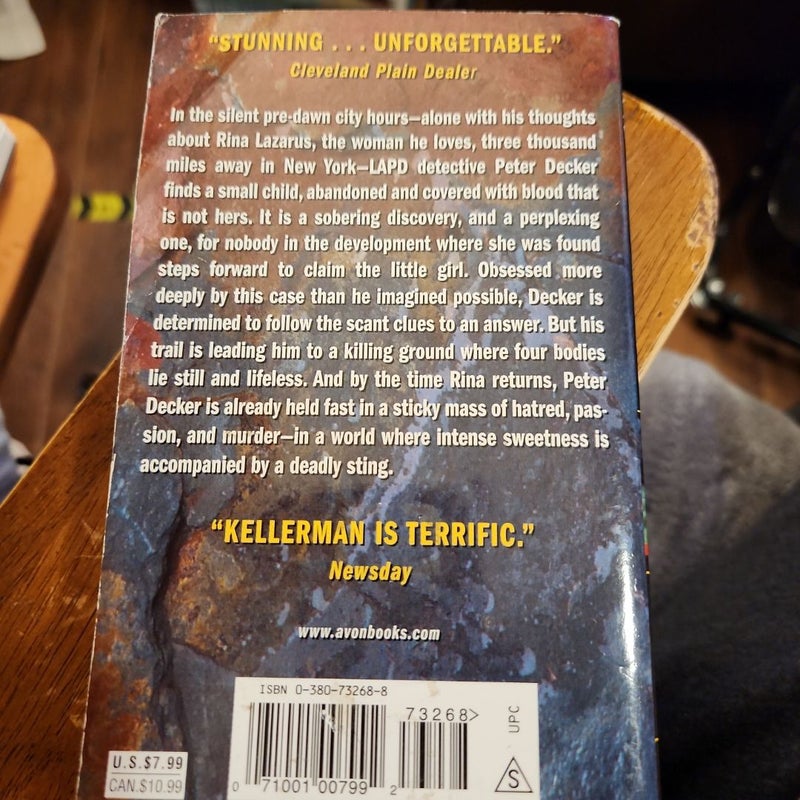 “STUNNING . . . UNFORGETTABLE.”
Cleveland Plain Dealer
In the silent pre-dawn city hours—alone with his thoughts
about Rina Lazarus, the woman he loves, three thousand
miles away in New York—LAPD detective Peter Decker
finds a small child, abandoned and covered with blood that
is not hers. It is a sobering discovery, and a perplexing
one, for nobody in the development where she was found
steps forward to claim the little girl. Obsessed more
deeply by this case than he imagined possible, Decker is
determined to follow the scant clues to an answer. But his
trail is leading him to a killing ground where four bodies
lie still and lifeless. And by the time Rina returns, Peter
Decker is already held fast in a sticky mass of hatred, pas-
sion, and murder—in a world where intense sweetness is
accompanied by a deadly sting.
“KELLERMAN IS TERRIFIC.”
Newsday
www.avonbooks.com
ISBN 0-380-73268-8
73268>
UPC
S
U.S.$7.99
CAN.$10.99
0 71001 00799 2